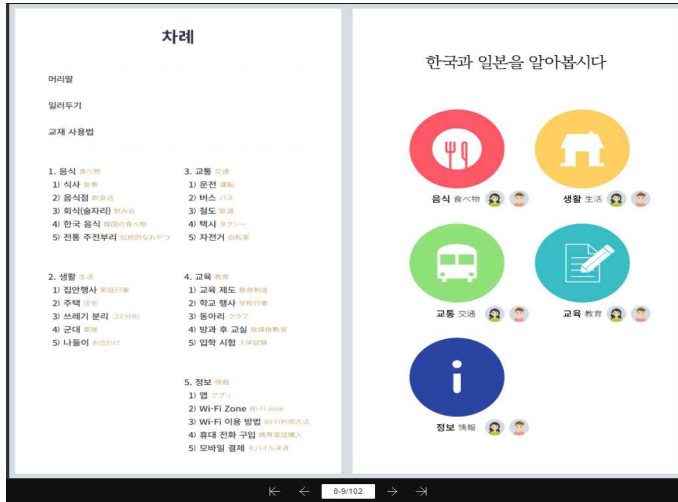 차례
머리말
일러두기
교재 사용법
1. 음식 食べ物
1) 식사 食事
2) 음식점 飲食店
3) 회식(술자리) 飲み会
4) 한국 음식 韓国の食べ物
5) 전통 주전부리 伝統的なおやつ
2. 생활 生活
1) 집안행사 家庭行事
2) 주택 住宅
3) 쓰레기 분리 ゴミ分別
4) 군대 軍隊
5) 나들이 お出かけ
3. 교통 交通
1) 운전 運転
2) 버스 バス
3) 철도 鉄道
4) 택시 タクシー
5) 자전거 自転車
4. 교육 教育
1) 교육 제도 教育制度
2) 학교 행사 学校行事
3) 동아리 クラブ
4) 방과 후 교실 放課後教室
5) 입학 시험 入学試験
5. 정보 情報
1) 앱 アプリ
2) Wi-Fi Zone Wi-Fi zone
3) Wi-Fi 이용 방법 Wi-Fi利用方法
4) 휴대 전화 구입 携帯電話購入
5) 모바일 결제 モバイル決済
한국과 일본을 알아봅시다
음식 食べ物
생활 生活
교통 交通
교육 教育
i
정보 情報
8-9/102